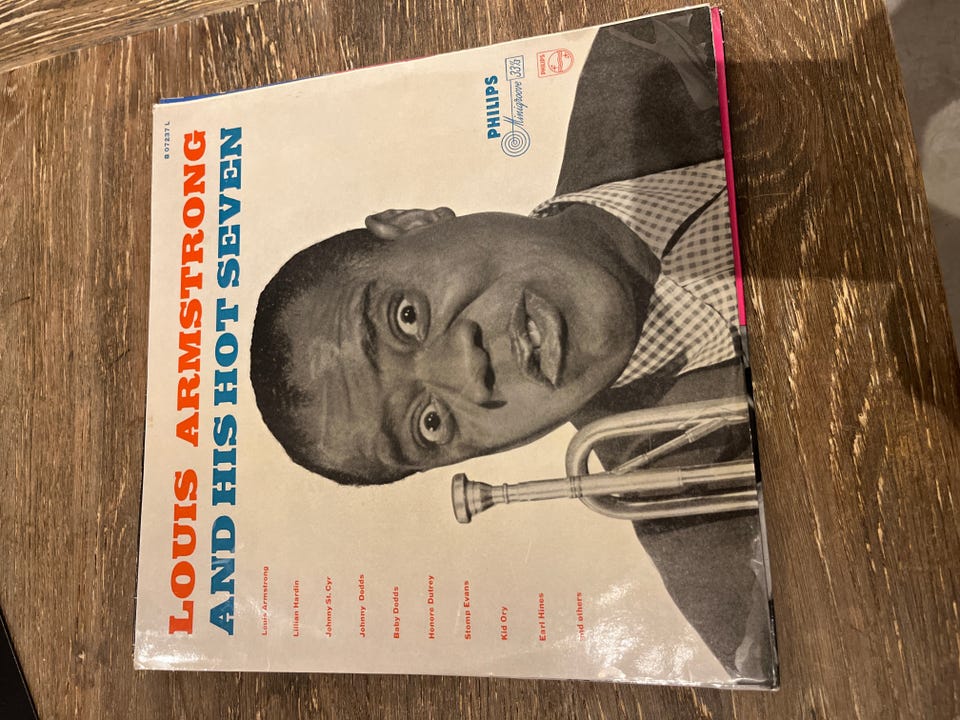 B 07237 L
LOUIS ARMSTRONG
AND HIS HOT SEVEN
Louis Armstrong
Lillian Hardin
Johnny St. Cyr
Johnny Dodds
Baby Dodds
Honore Dutrey
Stomp Evans
Kid Ory
Earl Hines
and others
PHILIPS
Minigroove 33⅓
PHILIPS